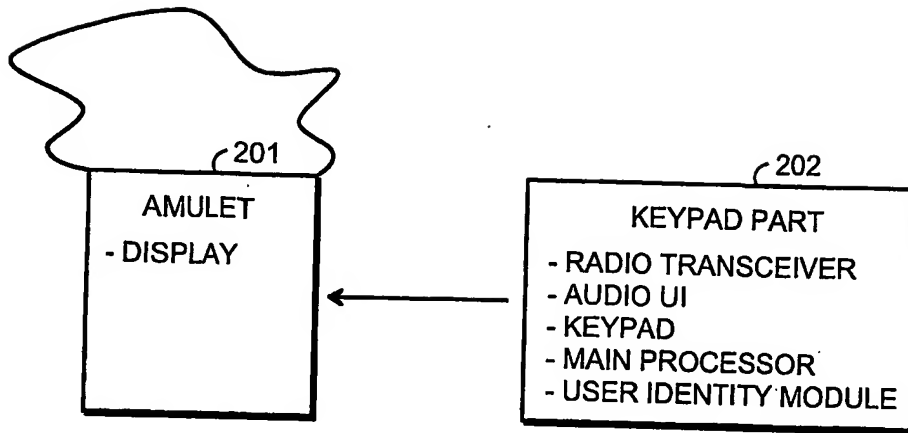 201
AMULET
- DISPLAY
202
KEYPAD PART
- RADIO TRANSCEIVER
- AUDIO UI
- KEYPAD
- MAIN PROCESSOR
- USER IDENTITY MODULE